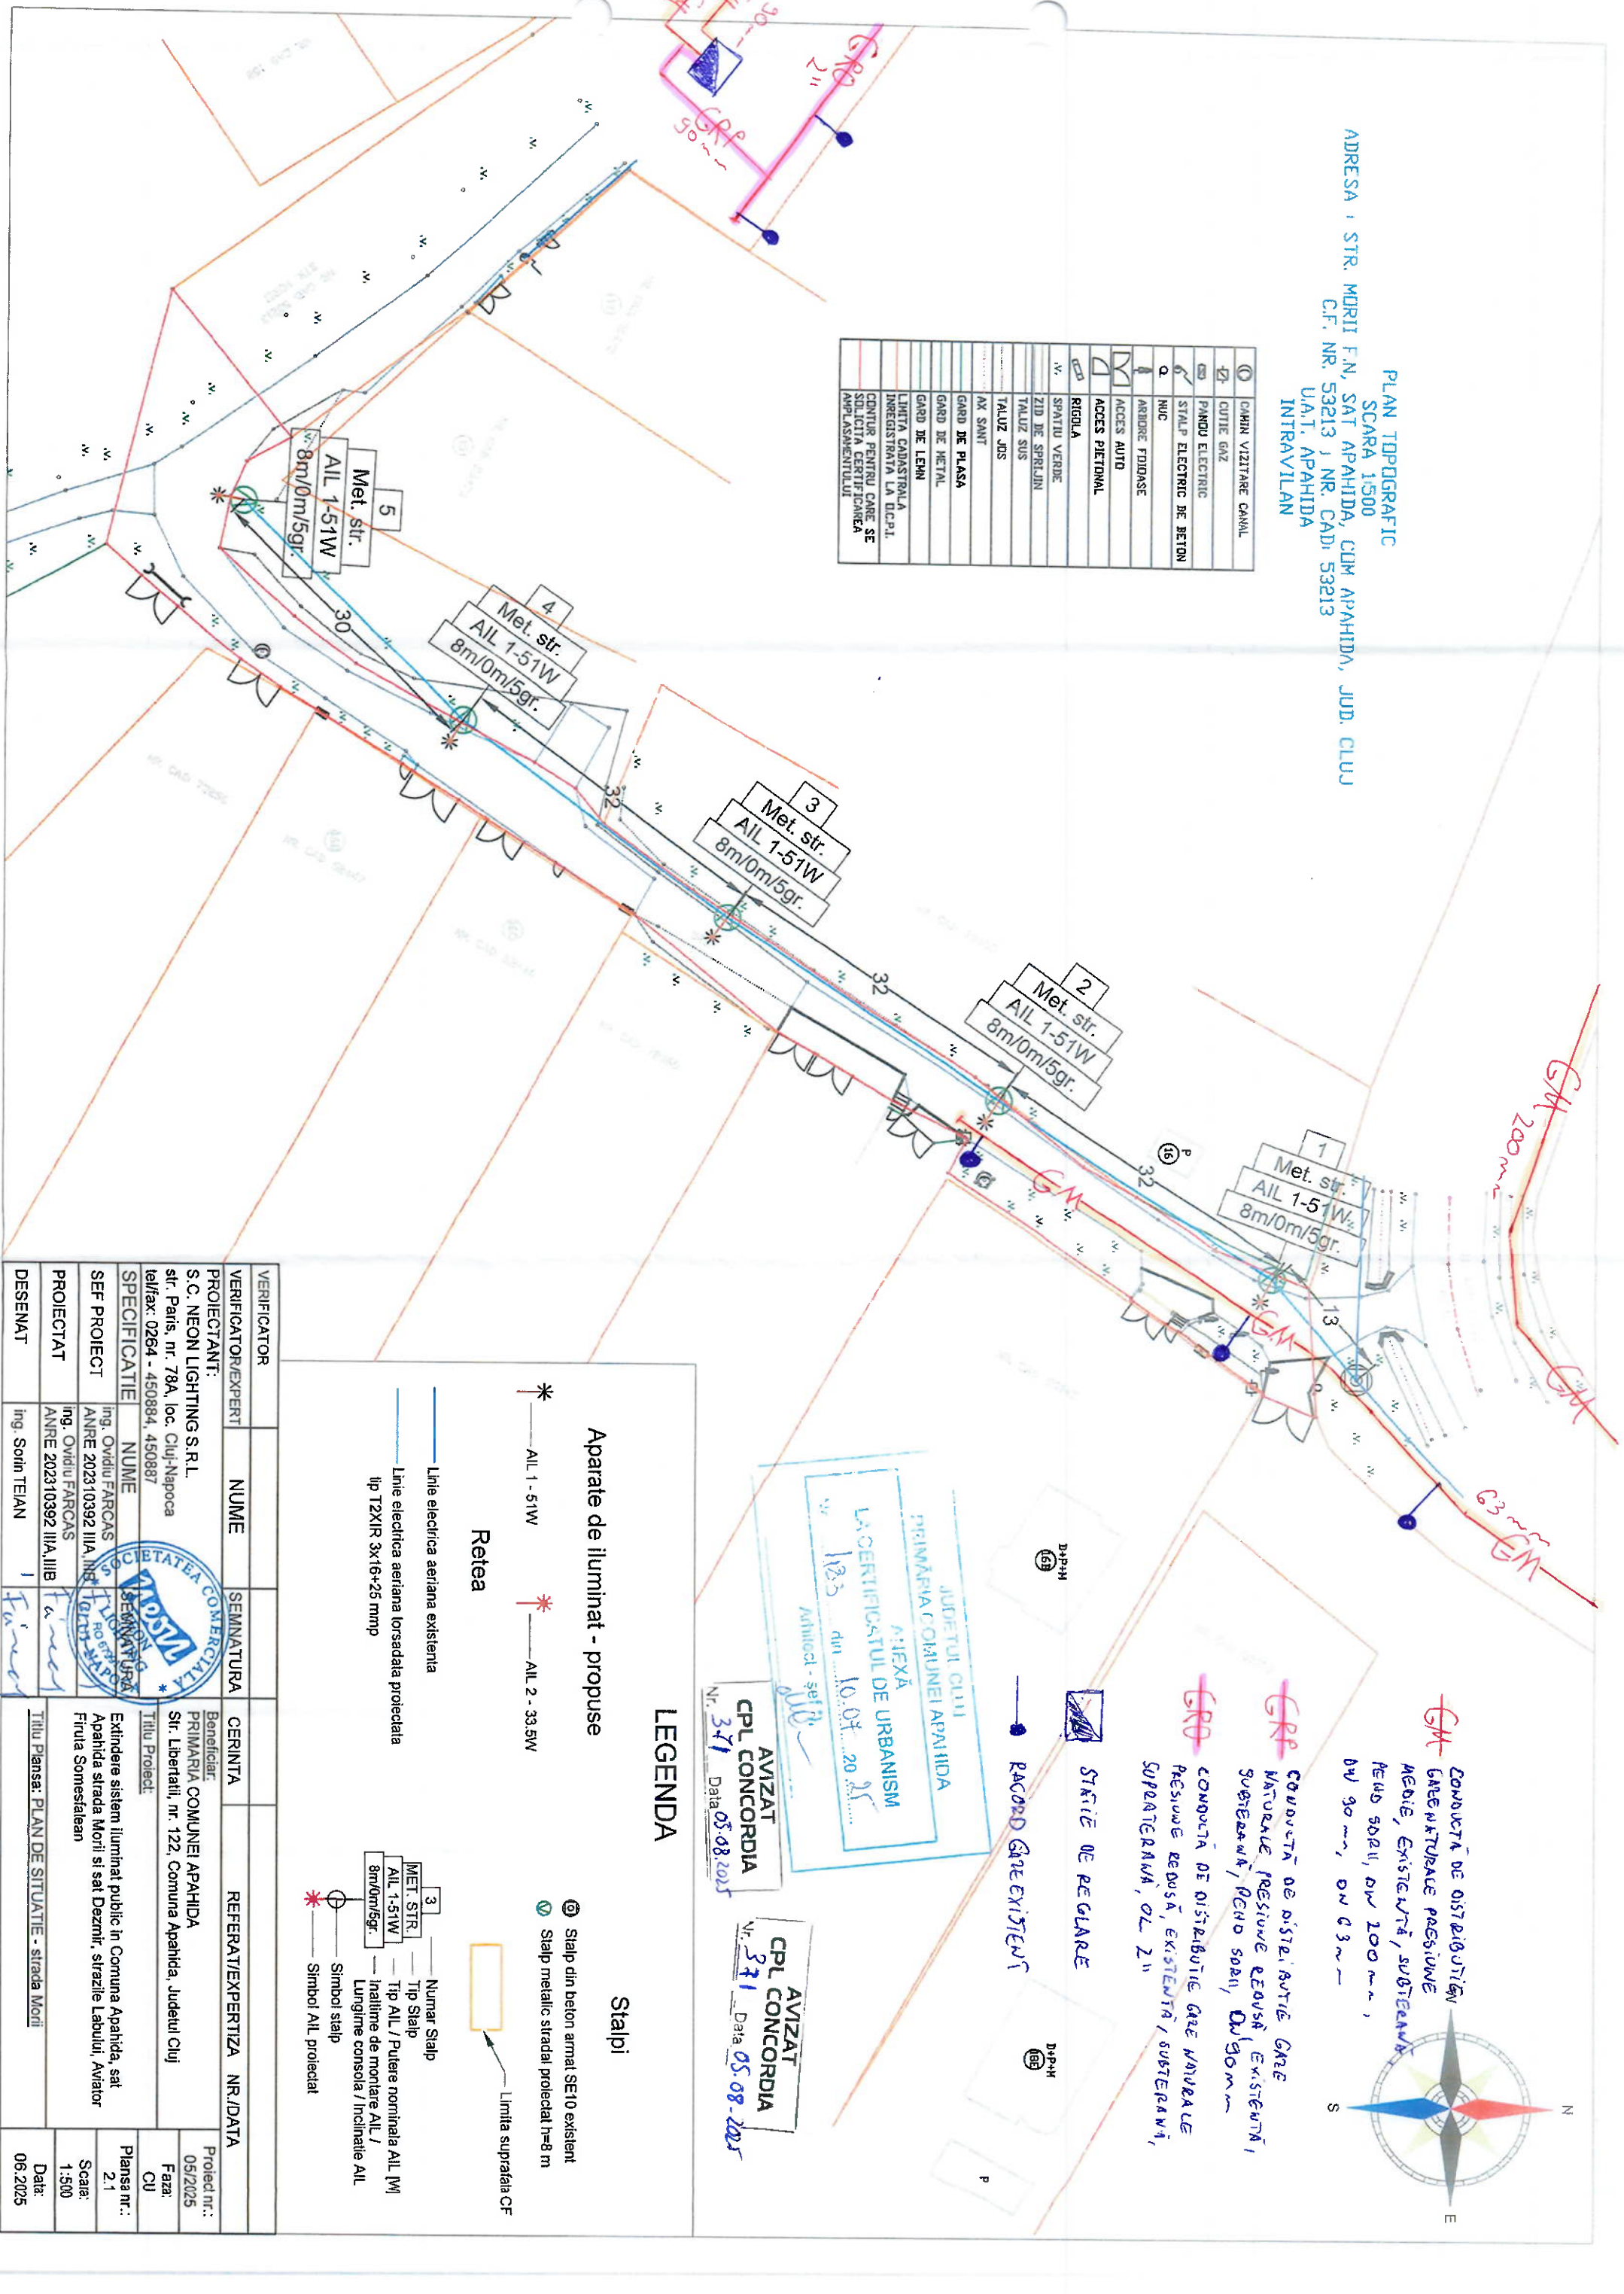 PLAN TOPOGRAFIC
SCARA 1:500
ADRESA : STR. MORII F.N, SAT APAHIDA, COM APAHIDA, JUD. CLUJ
C.F. NR. 53213 ; NR. CAD: 53213
U.A.T. APAHIDA
INTRAVILAN
CAMIN VIZITARE CANAL
CUTIE GAZ
PANOU ELECTRIC
STALP ELECTRIC DE BETON
NUC
ARBORE FOIOASE
ACCES AUTO
ACCES PIETONAL
RIGOLA
SPATIU VERDE
ZID DE SPRIJIN
TALUZ SUS
TALUZ JOS
AX SANT
GARD DE PLASA
GARD DE METAL
GARD DE LEMN
LIMITA CADASTRALA
INREGISTRATA LA O.C.P.I.
CONTUR PENTRU CARE SE
SOLICITA CERTIFICAREA
AMPLASAMENTULUI
GRD
2"
GRP
90mm
5
Met. str.
AIL 1-51W
8m/0m/5gr.
30
4
Met. str.
AIL 1-51W
8m/0m/5gr.
32
3
Met. str.
AIL 1-51W
8m/0m/5gr.
32
2
Met. str.
AIL 1-51W
8m/0m/5gr.
32
1
Met. str.
AIL 1-51W
8m/0m/5gr.
13
P
16
GM
200mm
GM
GM
GM
63mm
GM
D+P+M
16B
D+P+M
P
N
E
S
GM CONDUCTĂ DE DISTRIBUȚIE
GAZE NATURALE PRESIUNE
MEDIE, EXISTENTĂ, SUBTERANĂ
PEHD SDR11, DN 200mm,
DN 90mm, DN 63mm
GRP CONDUCTĂ DE DISTRIBUȚIE GAZE
NATURALE PRESIUNE REDUSĂ EXISTENTĂ,
SUBTERANĂ, PEHD SDR11, DN 90mm
GRD CONDUCTĂ DE DISTRIBUȚIE GAZE NATURALE
PRESIUNE REDUSĂ, EXISTENTĂ, SUBTERANĂ,
SUPRATERANĂ, OL 2"
STAȚIE DE REGLARE
RACORD GAZE EXISTENT
JUDEȚUL CLUJ
PRIMĂRIA COMUNEI APAHIDA
ANEXĂ
LA CERTIFICATUL DE URBANISM
din 10.07. 2025
Arhitect - șef
AVIZAT
CPL CONCORDIA
Nr. 371 Data 05.08.2025
AVIZAT
CPL CONCORDIA
Nr. 371 Data 05.08.2025
LEGENDA
Aparate de iluminat - propuse
AIL 1 - 51W
AIL 2 - 33.5W
Retea
Linie electrica aeriana existenta
Linie electrica aeriana torsadata proiectata
tip T2XIR 3x16+25 mmp
Stalpi
Stalp din beton armat SE10 existent
Stalp metalic stradal proiectat h=8 m
Limita suprafata CF
3
MET. STR.
AIL 1-51W
8m/0m/5gr.
Numar Stalp
Tip Stalp
Tip AIL / Putere nominala AIL [W]
Inaltime de montare AIL /
Lungime consola / Inclinatie AIL
Simbol stalp
Simbol AIL proiectat
VERIFICATOR
VERIFICATOR/EXPERT NUME SEMNATURA CERINTA REFERAT/EXPERTIZA NR./DATA
PROIECTANT:
S.C. NEON LIGHTING S.R.L.
str. Paris, nr. 78A, loc. Cluj-Napoca
tel/fax: 0264 - 450884, 450887
SPECIFICATIE NUME SEMNATURA
SEF PROIECT ing. Ovidiu FARCAS
ANRE 202310392 IIIA,IIIB
PROIECTAT ing. Ovidiu FARCAS
ANRE 202310392 IIIA,IIIB
DESENAT ing. Sorin TEIAN
SOCIETATEA COMERCIALA
Beneficiar:
PRIMARIA COMUNEI APAHIDA
Str. Libertatii, nr. 122, Comuna Apahida, Judetul Cluj
Titlu Proiect:
Extindere sistem iluminat public in Comuna Apahida, sat
Apahida strada Morii si sat Dezmir, strazile Labului, Aviator
Firuta Somesfalean
Titlu Plansa: PLAN DE SITUATIE - strada Morii
Proiect nr.:
05/2025
Faza:
CU
Plansa nr.:
2.1
Scara:
1:500
Data:
06.2025